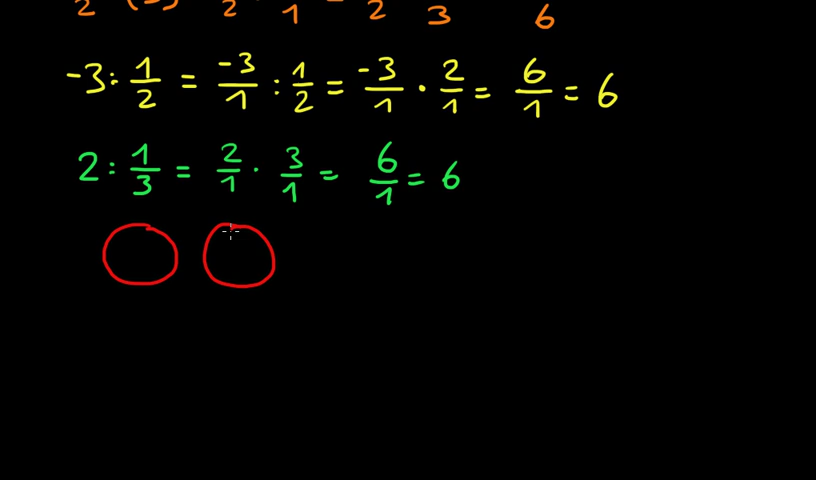 -3 : 1/2 = -3/1 : 1/2 = -3/1 · 2/1 = 6/1 = 6
2 : 1/3 = 2/1 · 3/1 = 6/1 = 6